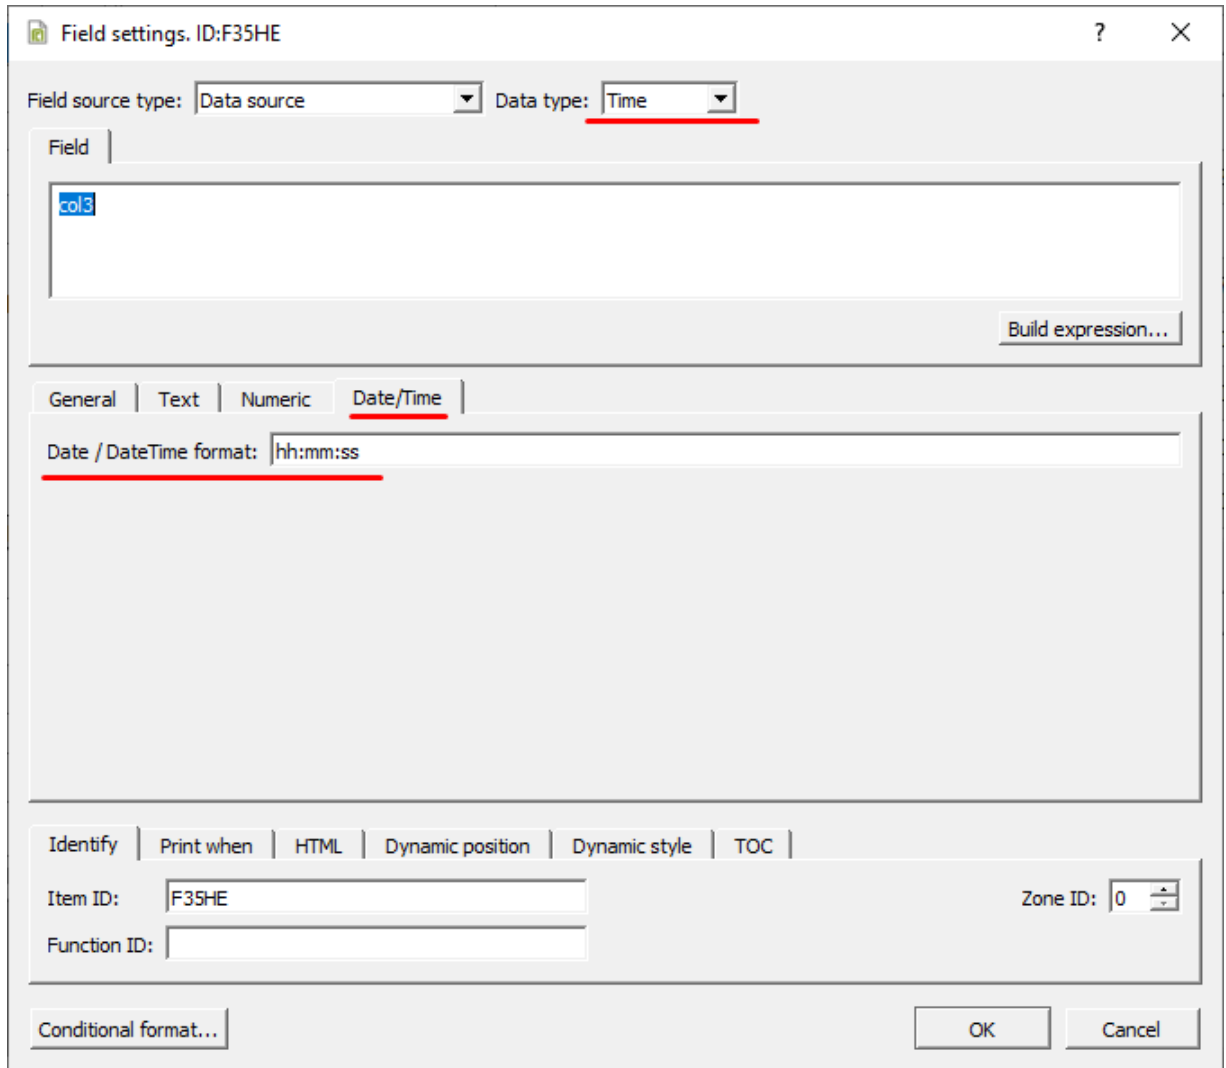 Field settings. ID:F35HE ?
Field source type: Data source Data type: Time
Field
col3
Build expression...
General Text Numeric Date/Time
Date / DateTime format: hh:mm:ss
Identify Print when HTML Dynamic position Dynamic style TOC
Item ID: F35HE Zone ID: 0
Function ID:
Conditional format... OK Cancel